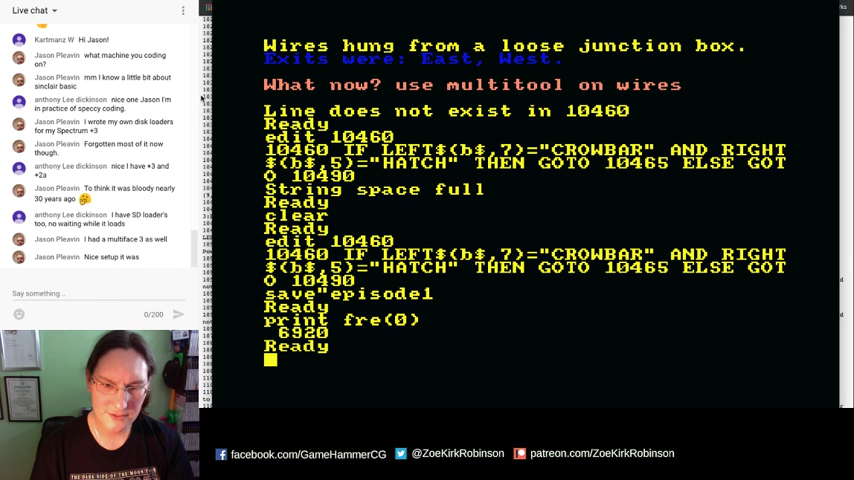 Live chat
Kartmanz W Hi Jason!
Jason Pleavin what machine you coding
on?
Jason Pleavin mm I know a little bit about
sinclair basic
anthony Lee dickinson nice one Jason I'm
in practice of speccy coding.
Jason Pleavin I wrote my own disk loaders
for my Spectrum +3
Jason Pleavin Forgotten most of it now
though.
anthony Lee dickinson nice I have +3 and
+2a
Jason Pleavin To think it was bloody nearly
30 years ago
anthony Lee dickinson I have SD loader's
too, no waiting while it loads
Jason Pleavin I had a multiface 3 as well
Jason Pleavin Nice setup it was
Say something...
0/200
Wires hung from a loose junction box.
Exits were: East, West.
What now? use multitool on wires
Line does not exist in 10460
Ready
edit 10460
10460 IF LEFT$(b$,7)="CROWBAR" AND RIGHT
$(b$,5)="HATCH" THEN GOTO 10465 ELSE GOT
O 10490
String space full
Ready
clear
Ready
edit 10460
10460 IF LEFT$(b$,7)="CROWBAR" AND RIGHT
$(b$,5)="HATCH" THEN GOTO 10465 ELSE GOT
O 10490
save"episode1
Ready
print fre(0)
6920
Ready
facebook.com/GameHammerCG
@ZoeKirkRobinson
patreon.com/ZoeKirkRobinson